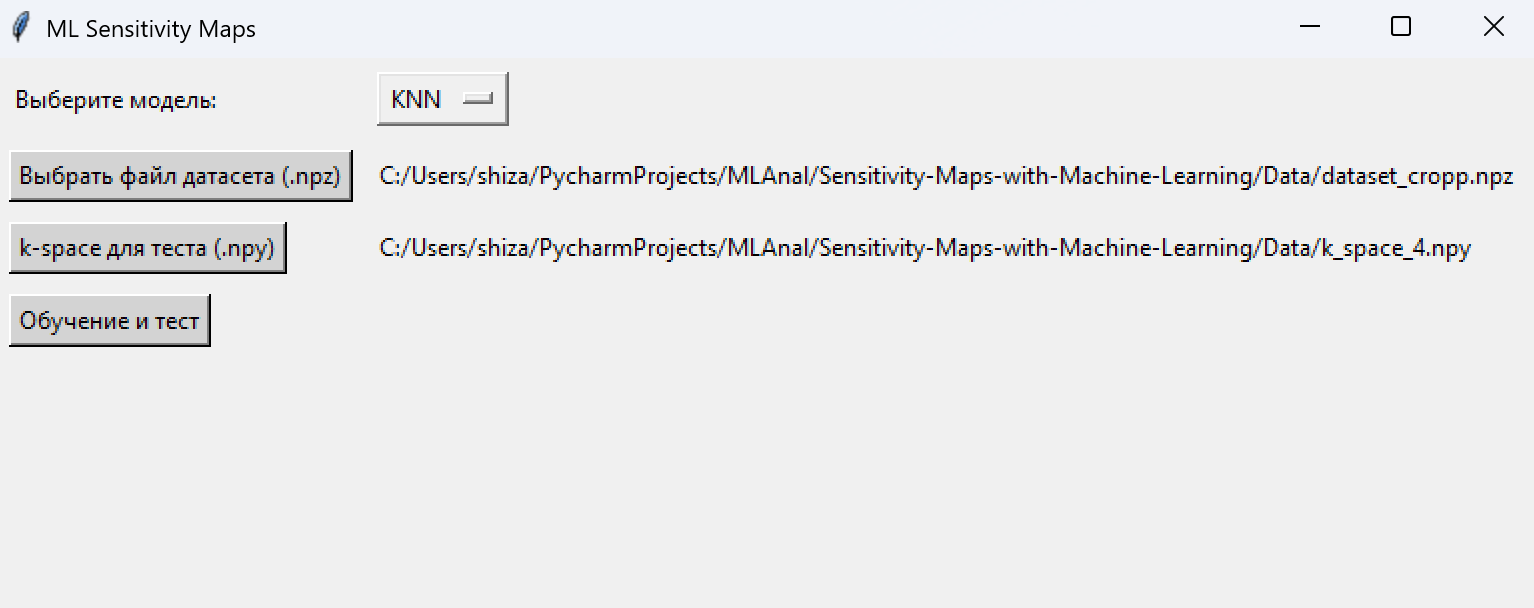 ML Sensitivity Maps
Выберите модель: KNN
Выбрать файл датасета (.npz) C:/Users/shiza/PycharmProjects/MLAnal/Sensitivity-Maps-with-Machine-Learning/Data/dataset_cropp.npz
k-space для теста (.npy) C:/Users/shiza/PycharmProjects/MLAnal/Sensitivity-Maps-with-Machine-Learning/Data/k_space_4.npy
Обучение и тест